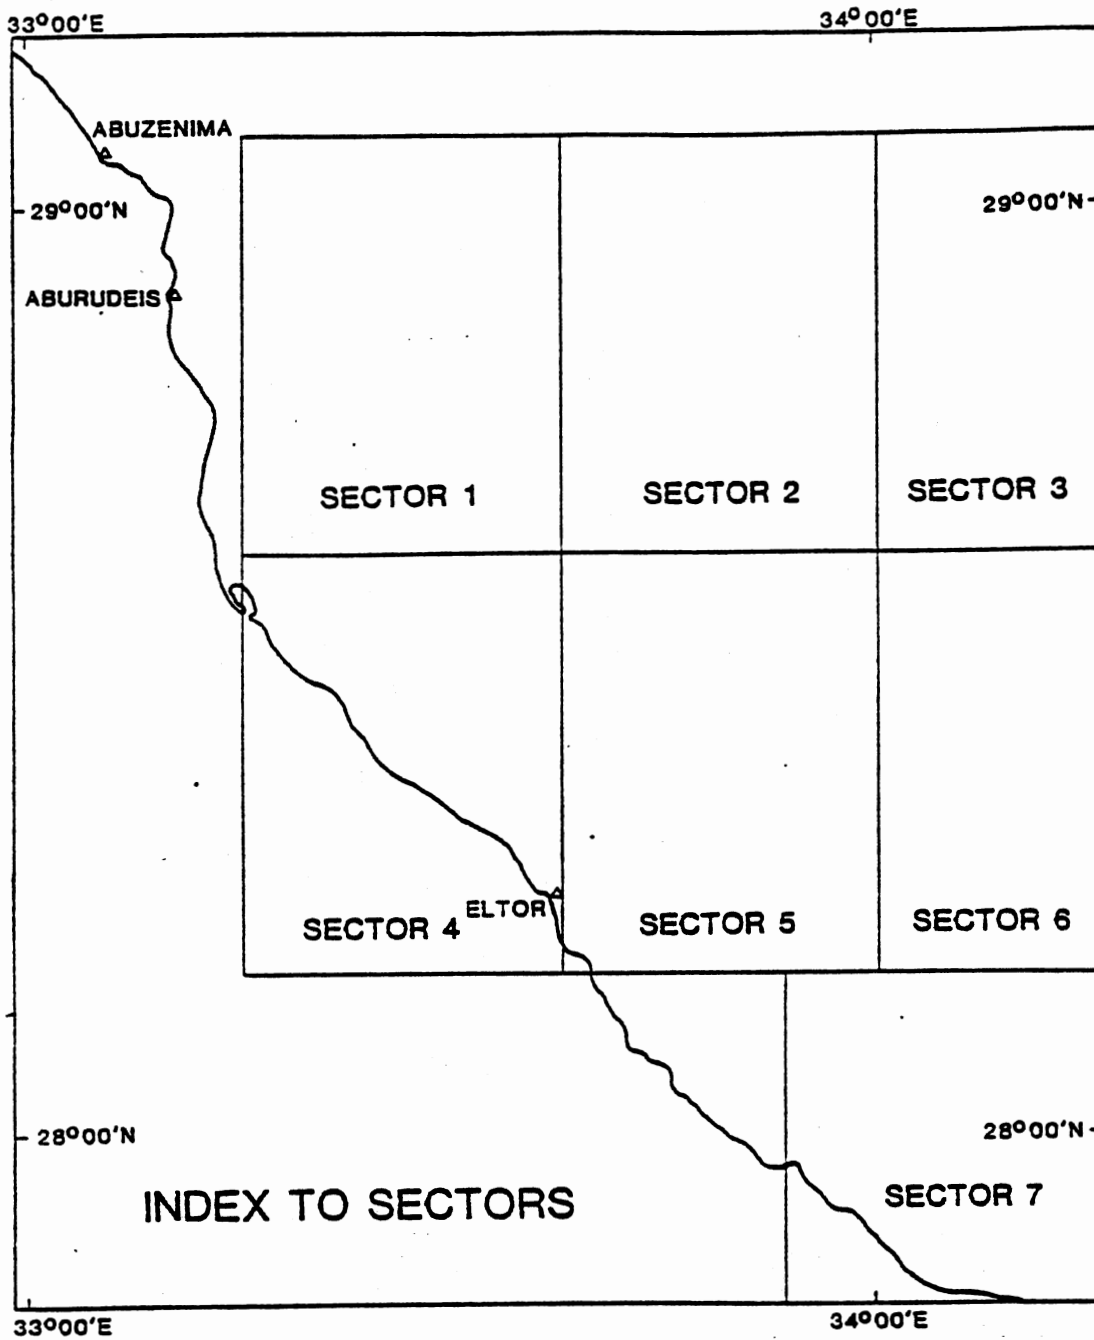 33°00'E
34°00'E
ABUZENIMA
29°00'N
29°00'N
ABURUDEIS
SECTOR 1
SECTOR 2
SECTOR 3
ELTOR
SECTOR 4
SECTOR 5
SECTOR 6
28°00'N
28°00'N
INDEX TO SECTORS
SECTOR 7
33°00'E
34°00'E